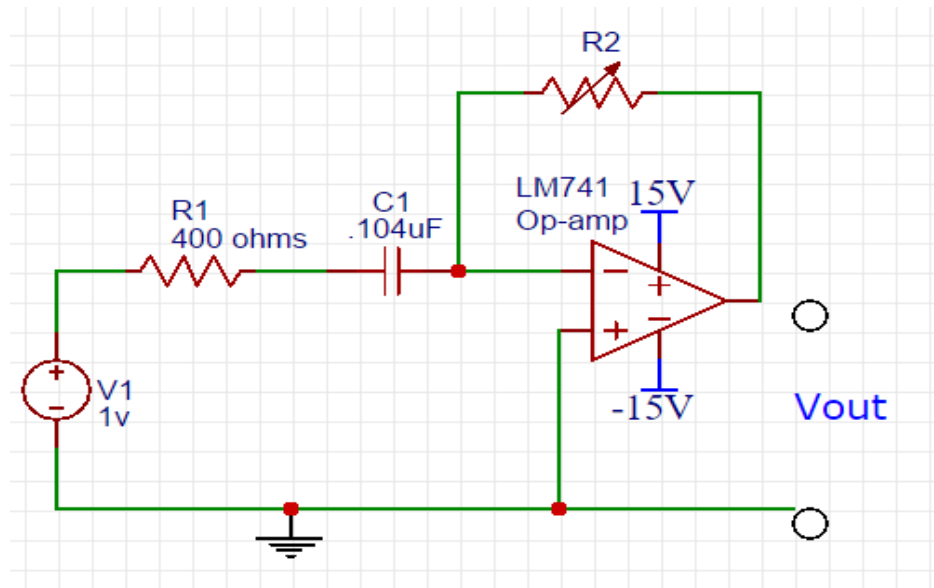 R2
LM741
Op-amp
15V
C1
.104uF
R1
400 ohms
V1
1v
-15V
Vout